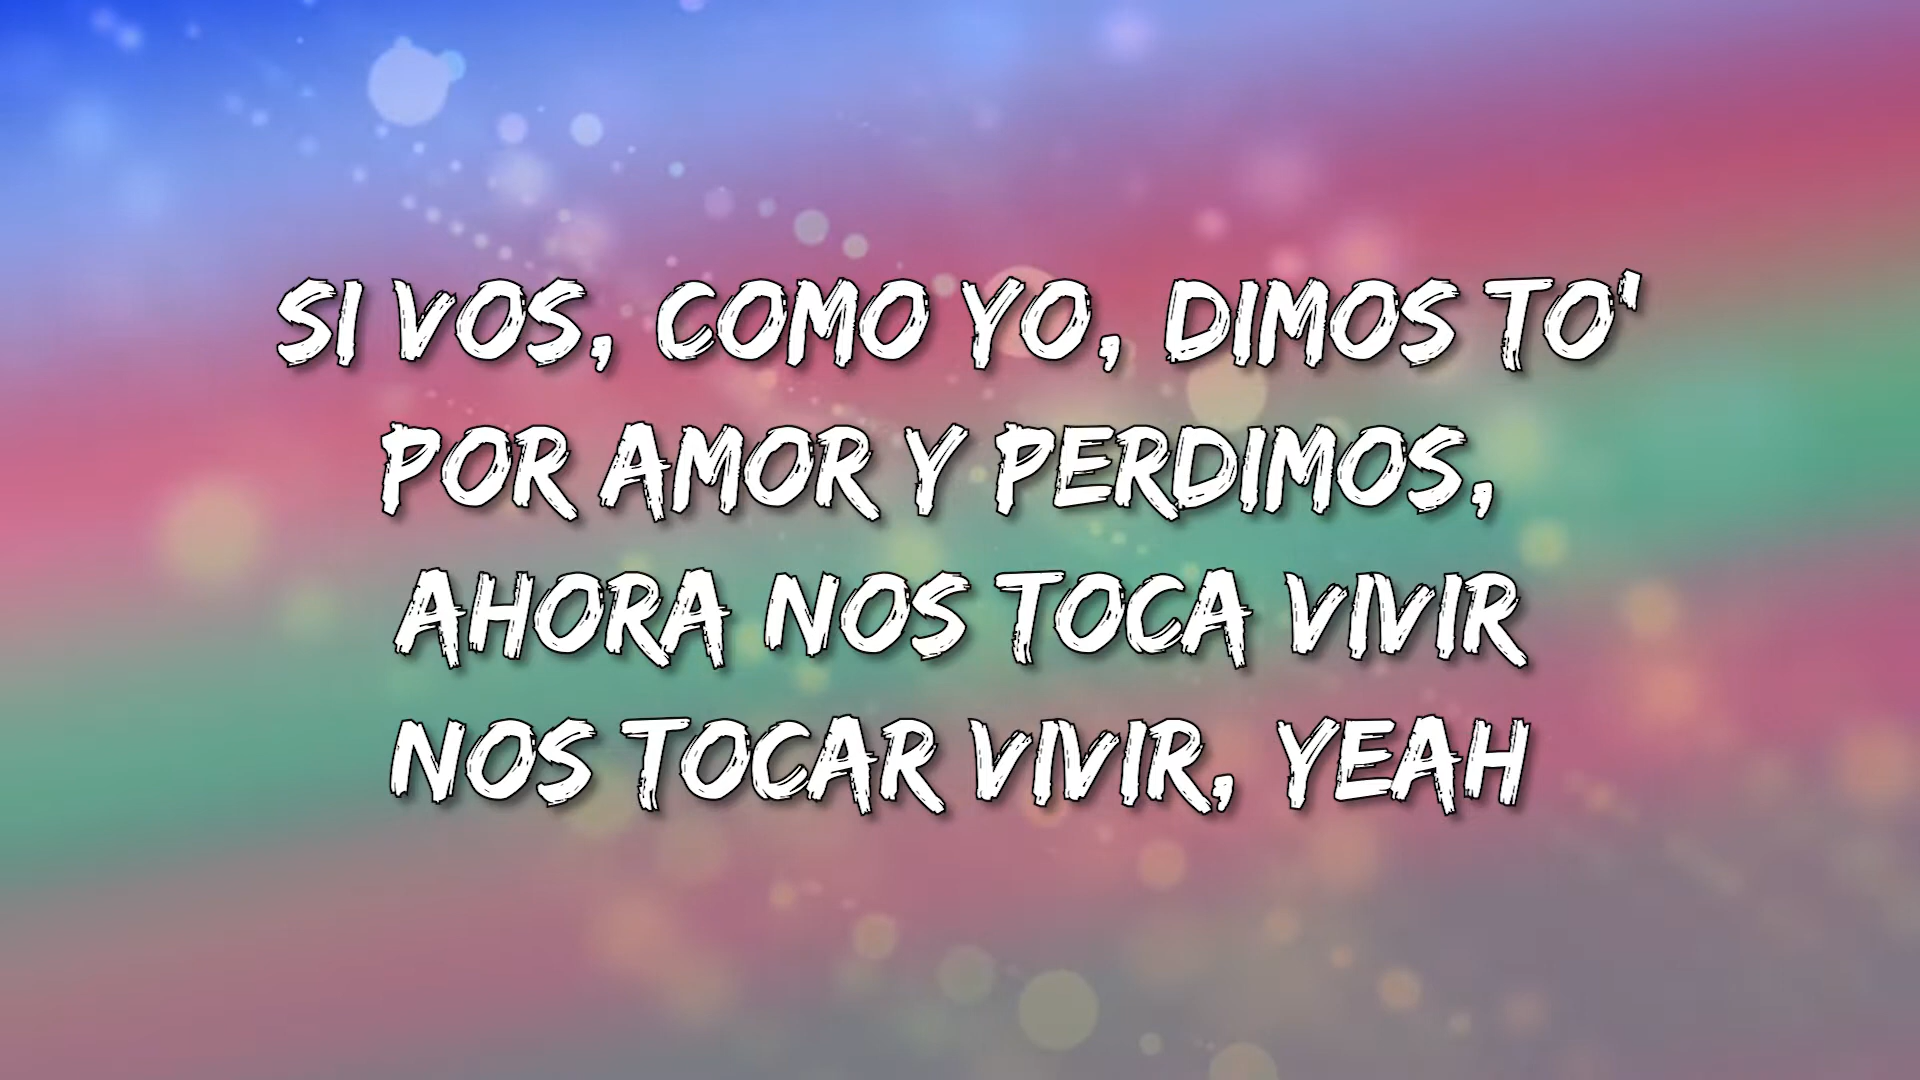 SI VOS, COMO YO, DIMOS TO'
POR AMOR Y PERDIMOS,
AHORA NOS TOCA VIVIR
NOS TOCAR VIVIR, YEAH